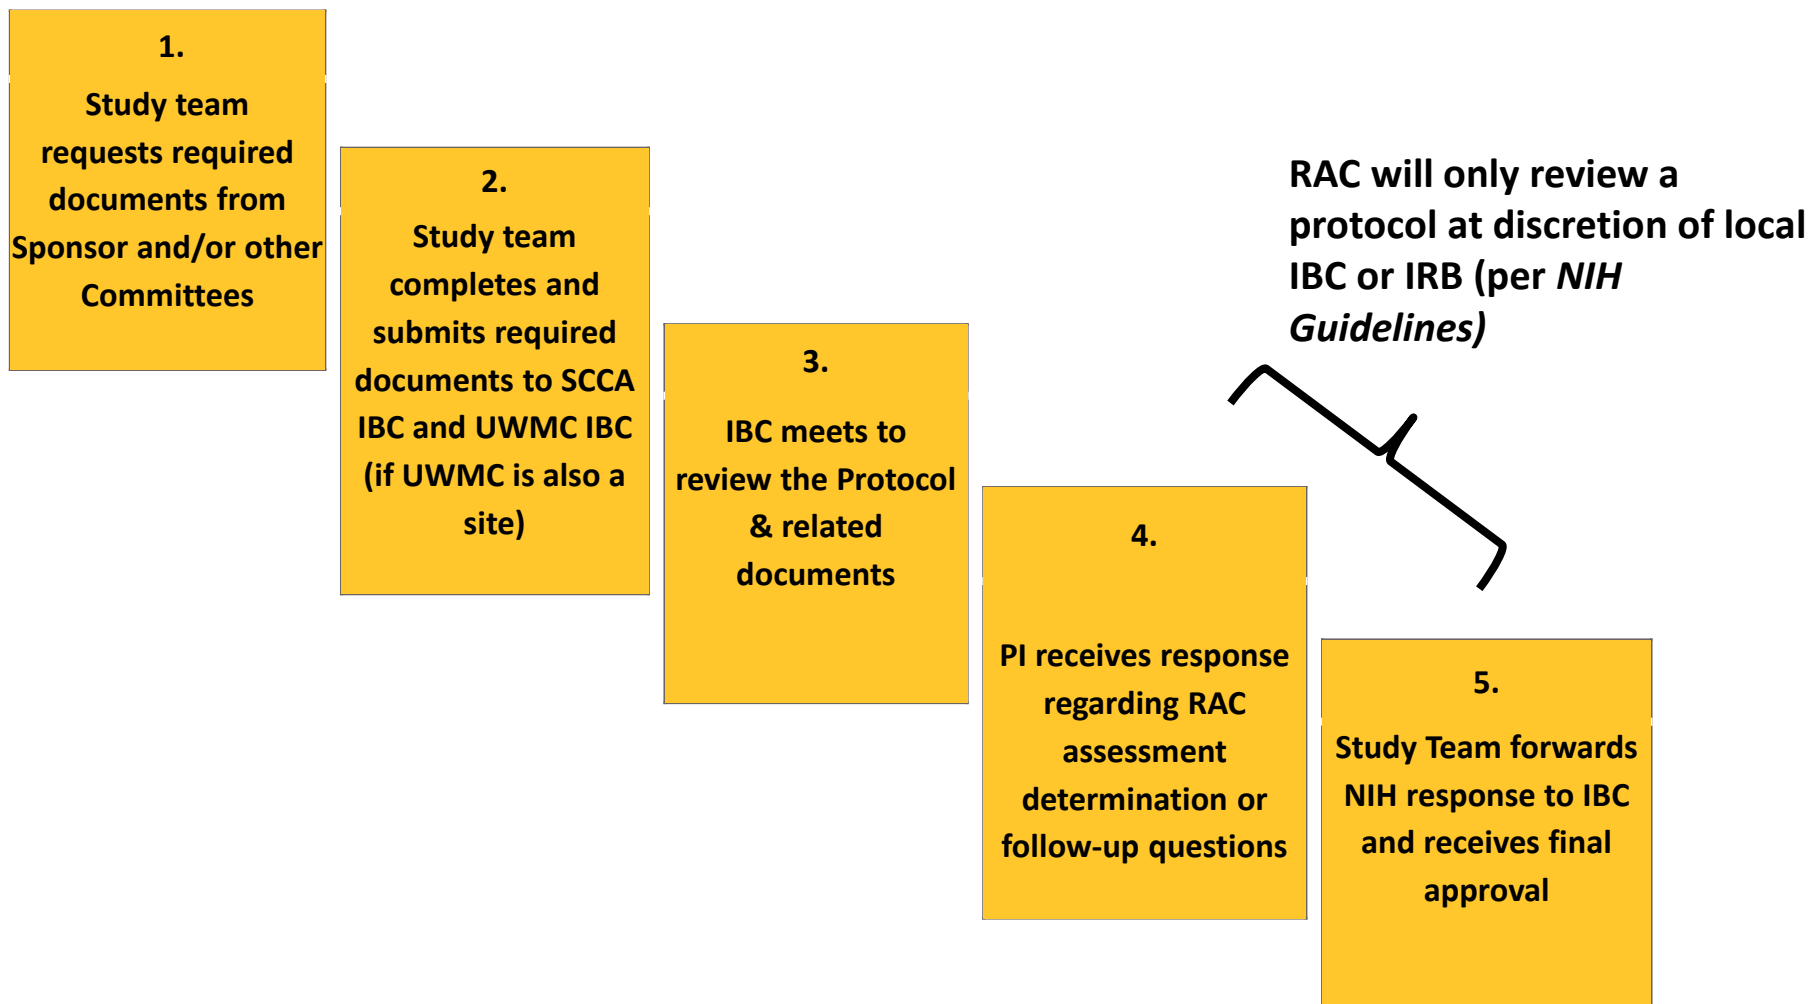 1.
Study team
requests required
documents from
Sponsor and/or other
Committees
2.
Study team
completes and
submits required
documents to SCCA
IBC and UWMC IBC
(if UWMC is also a
site)
3.
IBC meets to
review the Protocol
& related
documents
4.
PI receives response
regarding RAC
assessment
determination or
follow-up questions
5.
Study Team forwards
NIH response to IBC
and receives final
approval
RAC will only review a
protocol at discretion of local
IBC or IRB (per NIH
Guidelines)